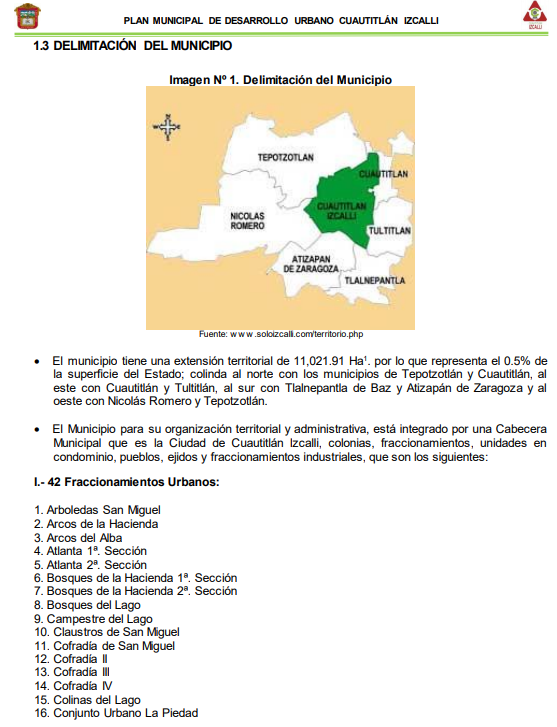 PLAN MUNICIPAL DE DESARROLLO URBANO CUAUTITLÁN IZCALLI
IZCALLI
1.3 DELIMITACIÓN DEL MUNICIPIO
Imagen Nº 1. Delimitación del Municipio
TEPOTZOTLAN
CUAUTITLAN
CUAUTITLAN
IZCALLI
NICOLAS
ROMERO
TULTITLAN
ATIZAPAN
DE ZARAGOZA
TLALNEPANTLA
Fuente: www.soloizcalli.com/territorio.php
• El municipio tiene una extensión territorial de 11,021.91 Ha¹. por lo que representa el 0.5% de
la superficie del Estado; colinda al norte con los municipios de Tepotzotlán y Cuautitlán, al
este con Cuautitlán y Tultitlán, al sur con Tlalnepantla de Baz y Atizapán de Zaragoza y al
oeste con Nicolás Romero y Tepotzotlán.
• El Municipio para su organización territorial y administrativa, está integrado por una Cabecera
Municipal que es la Ciudad de Cuautitlán Izcalli, colonias, fraccionamientos, unidades en
condominio, pueblos, ejidos y fraccionamientos industriales, que son los siguientes:
I.- 42 Fraccionamientos Urbanos:
1. Arboledas San Miguel
2. Arcos de la Hacienda
3. Arcos del Alba
4. Atlanta 1ª. Sección
5. Atlanta 2ª. Sección
6. Bosques de la Hacienda 1ª. Sección
7. Bosques de la Hacienda 2ª. Sección
8. Bosques del Lago
9. Campestre del Lago
10. Claustros de San Miguel
11. Cofradía de San Miguel
12. Cofradía II
13. Cofradía III
14. Cofradía IV
15. Colinas del Lago
16. Conjunto Urbano La Piedad